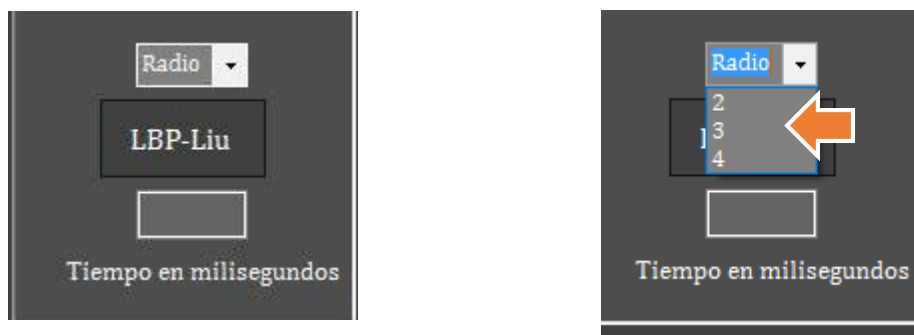 Radio
LBP-Liu
Tiempo en milisegundos
Radio
2
3
4
Tiempo en milisegundos